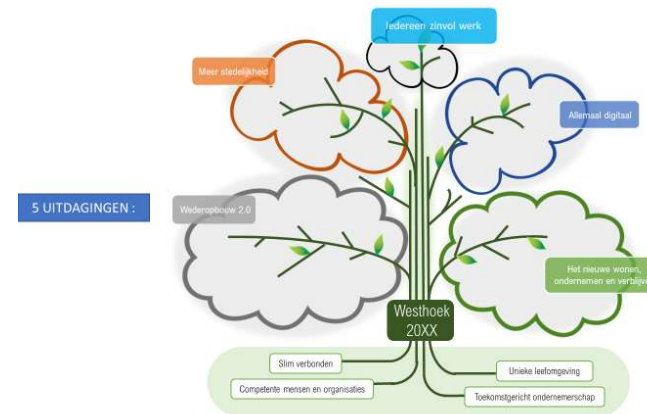 Iedereen zinvol werk
Meer stedelijkheid
Allemaal digitaal
5 UITDAGINGEN :
Wederopbouw 2.0
Het nieuwe wonen,
ondernemen en
Westhoek
20XX
Slim verbonden
Unieke leefomgeving
Competente mensen en organisaties
Toekomstgericht ondernemerschap